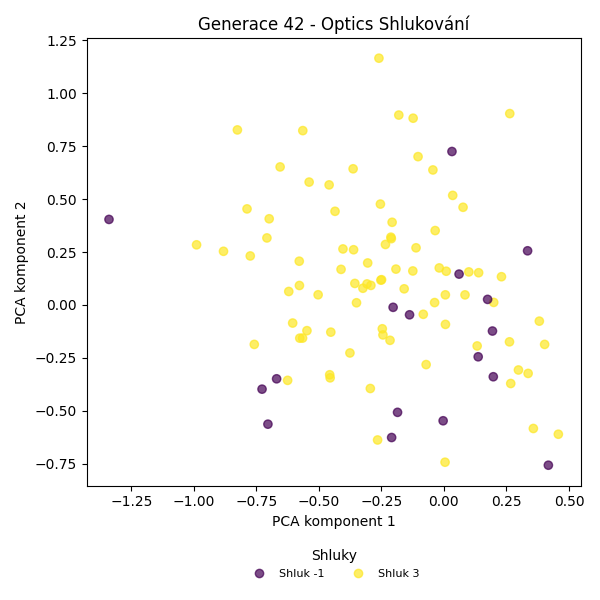 Generace 42 - Optics Shlukování
PCA komponent 2
1.25
1.00
0.75
0.50
0.25
0.00
−0.25
−0.50
−0.75
−1.25
−1.00
−0.75
−0.50
−0.25
0.00
0.25
0.50
PCA komponent 1
Shluky
Shluk -1
Shluk 3